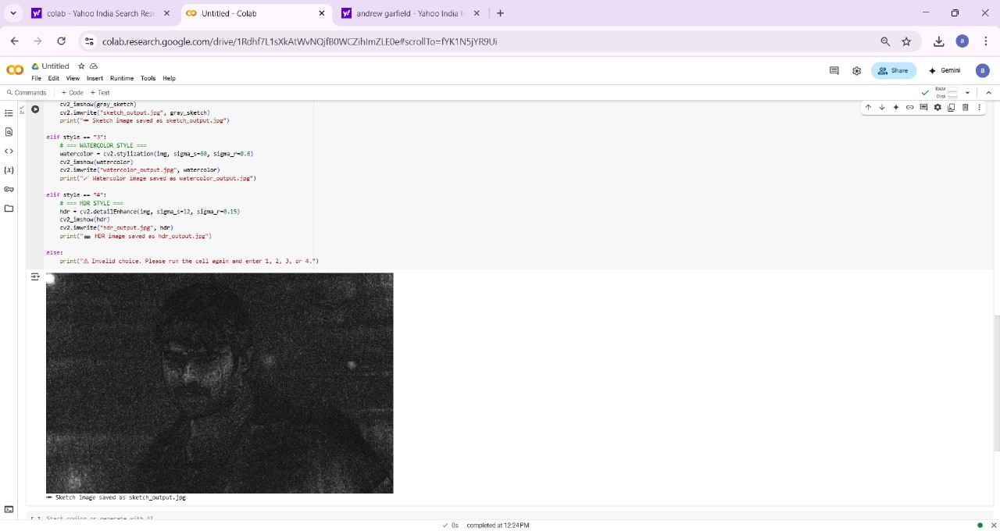 colab - Yahoo India Search Resu
Untitled - Colab
andrew garfield - Yahoo India I
colab.research.google.com/drive/1Rdhf7L1sXkAtWvNQjfB0WCZihImZLE0e#scrollTo=fYK1N5jYR9Ui
a
Untitled
File Edit View Insert Runtime Tools Help
Share
Gemini
a
Commands + Code + Text
RAM
Disk
cv2_imshow(gray_sketch)
cv2.imwrite("sketch_output.jpg", gray_sketch)
print("✏️ Sketch image saved as sketch_output.jpg")
elif style == "3":
# === WATERCOLOR STYLE ===
watercolor = cv2.stylization(img, sigma_s=60, sigma_r=0.6)
cv2_imshow(watercolor)
cv2.imwrite("watercolor_output.jpg", watercolor)
print("🖌️ Watercolor image saved as watercolor_output.jpg")
elif style == "4":
# === HDR STYLE ===
hdr = cv2.detailEnhance(img, sigma_s=12, sigma_r=0.15)
cv2_imshow(hdr)
cv2.imwrite("hdr_output.jpg", hdr)
print("📷 HDR image saved as hdr_output.jpg")
else:
print("⚠️ Invalid choice. Please run the cell again and enter 1, 2, 3, or 4.")
✏️ Sketch image saved as sketch_output.jpg
[ ] Start coding or generate with AI
0s completed at 12:24 PM